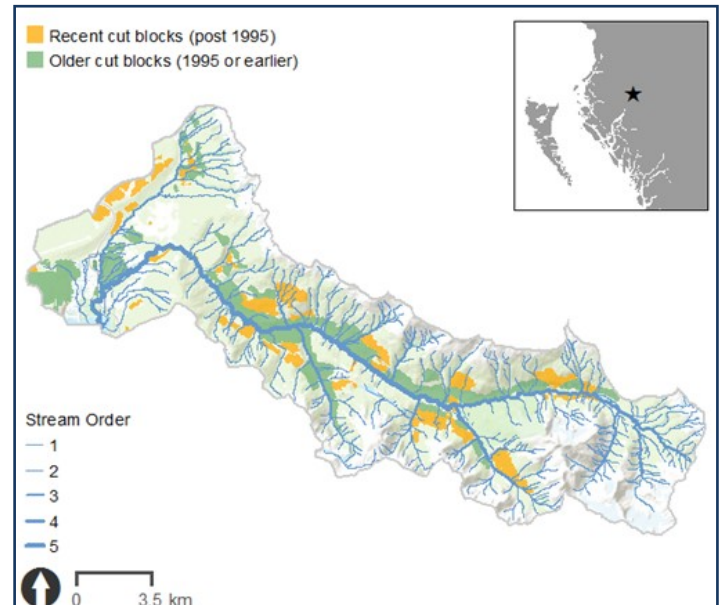 Recent cut blocks (post 1995)
Older cut blocks (1995 or earlier)
Stream Order
1
2
3
4
5
0 3.5 km